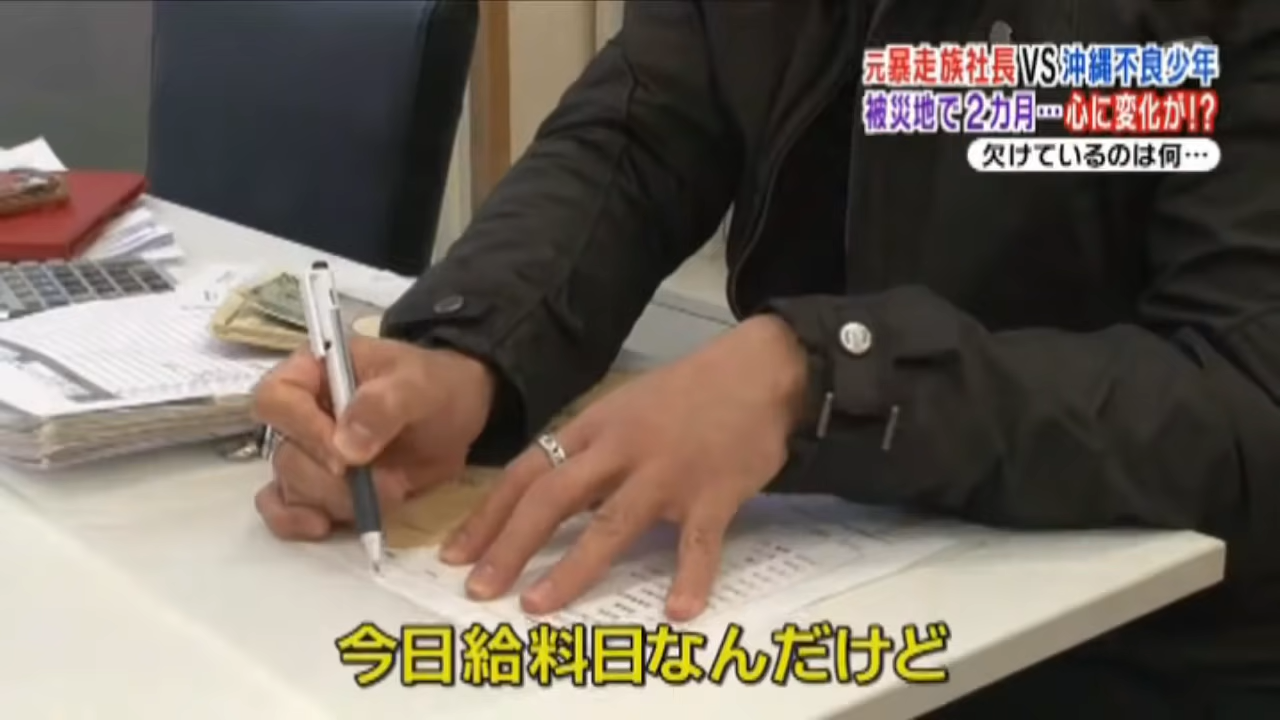 元暴走族社長VS沖縄不良少年
被災地で2カ月…心に変化が!?
欠けているのは何…
今日給料日なんだけど